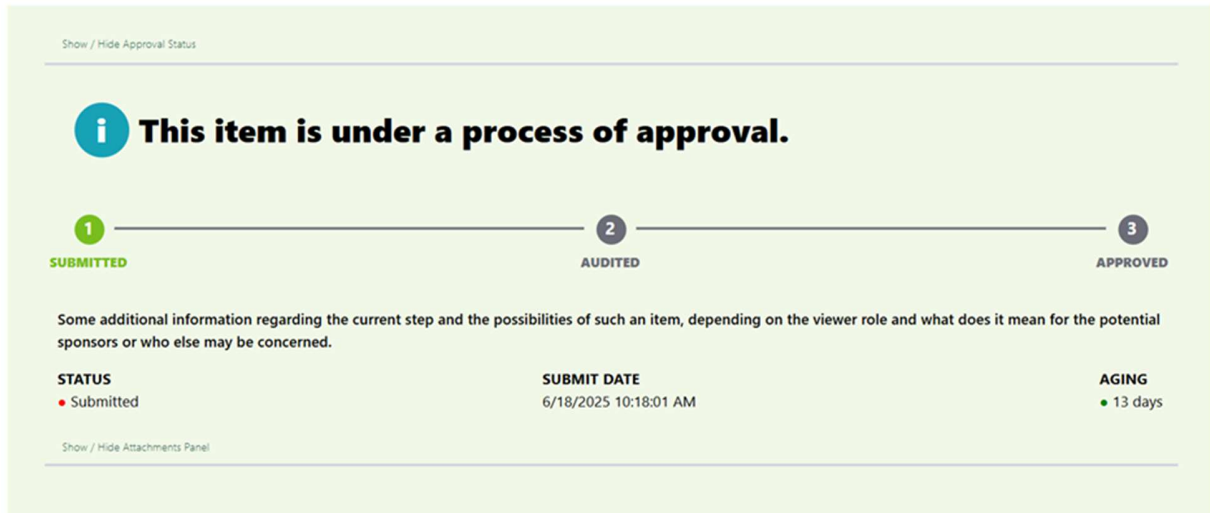 Show / Hide Approval Status
i This item is under a process of approval.
1 2 3
SUBMITTED AUDITED APPROVED
Some additional information regarding the current step and the possibilities of such an item, depending on the viewer role and what does it mean for the potential
sponsors or who else may be concerned.
STATUS SUBMIT DATE AGING
Submitted 6/18/2025 10:18:01 AM 13 days
Show / Hide Attachments Panel